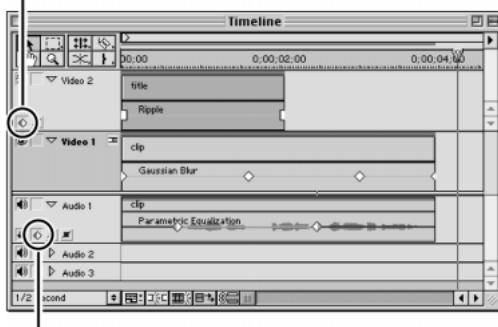 Timeline
00;00 0;00;02;00 0;00;04;00
Video 2
title
Ripple
Video 1
clip
Gaussian Blur
Audio 1
clip
Parametric Equalization
Audio 2
Audio 3
1/2 second